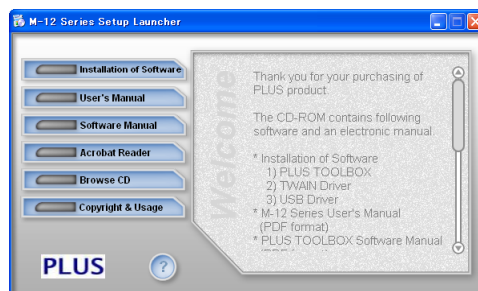 M-12 Series Setup Launcher
Installation of Software
User's Manual
Software Manual
Acrobat Reader
Browse CD
Copyright & Usage
PLUS
?
Welcome
Thank you for your purchasing of
PLUS product
The CD-ROM contains following
software and an electronic manual
* Installation of Software
1) PLUS TOOLBOX
2) TWAIN Driver
3) USB Driver
* M-12 Series User's Manual
(PDF format)
* PLUS TOOLBOX Software Manual